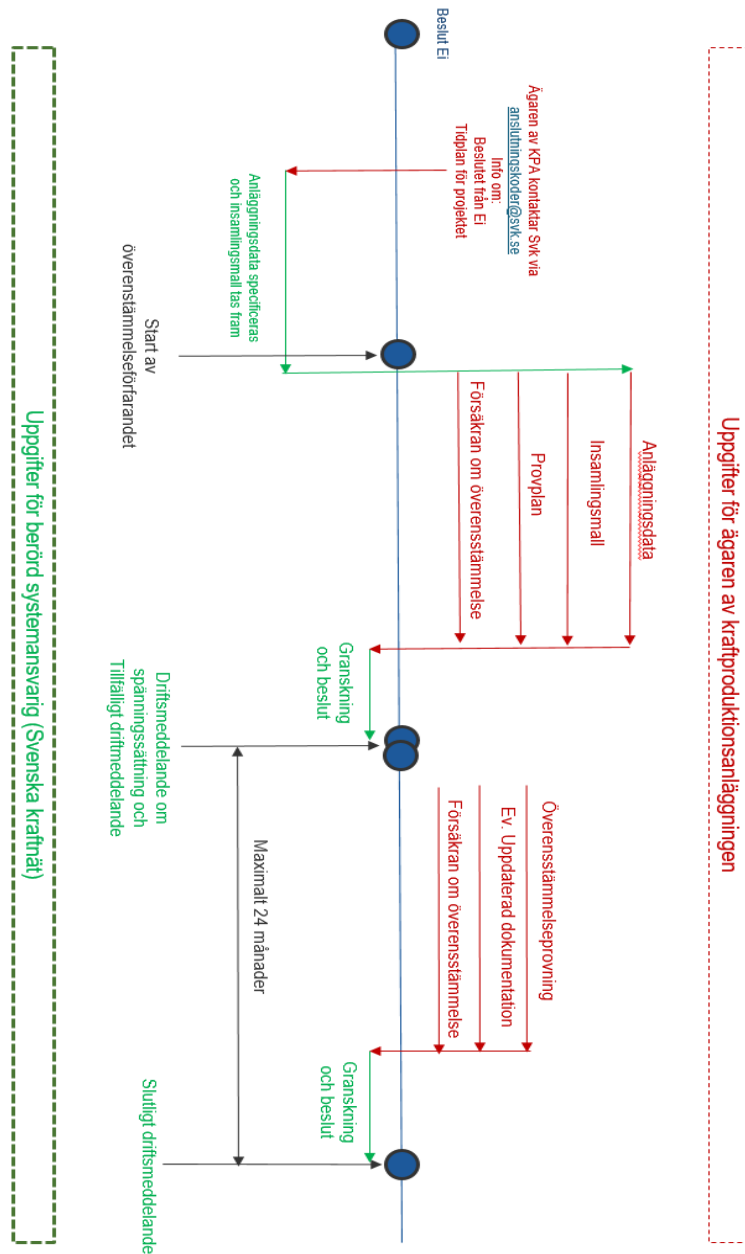 Uppgifter för ägaren av kraftproduktionsanläggningen
Beslut Ei
Ägaren av KPA kontaktar Svk via
anslutningskoder@svk.se
Info om:
Beslutet från Ei
Tidplan för projektet
Anläggningsdata specificeras
och insamlingsmall tas fram
Start av
överenstämmelseförfarandet
Anläggningsdata
Insamlingsmall
Provplan
Försäkran om överensstämmelse
Granskning
och beslut
Driftsmeddelande om
spänningssättning och
Tillfälligt driftmeddelande
Maximalt 24 månader
Överensstämmelseprovning
Ev. Uppdaterad dokumentation
Försäkran om överensstämmelse
Granskning
och beslut
Slutligt driftsmeddelande
Uppgifter för berörd systemansvarig (Svenska kraftnät)